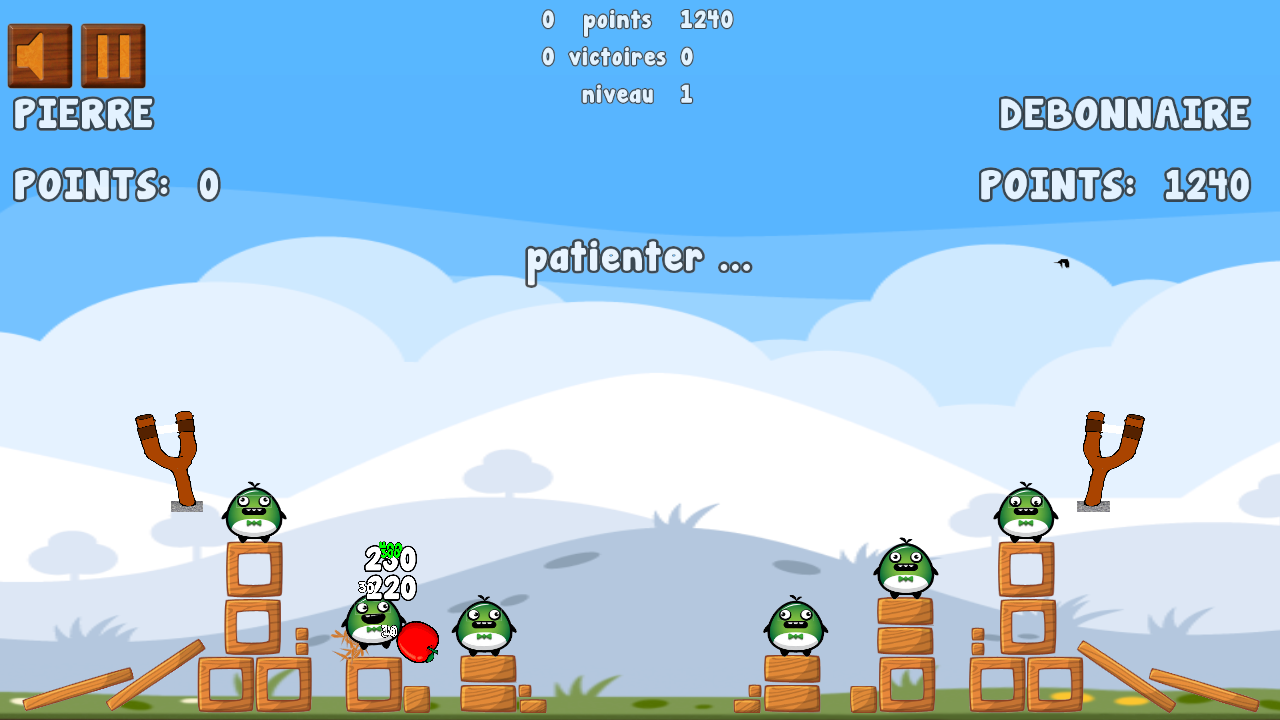 0 points 1240
0 victoires 0
niveau 1
PIERRE
DEBONNAIRE
POINTS: 0
POINTS: 1240
patienter ...
230
220